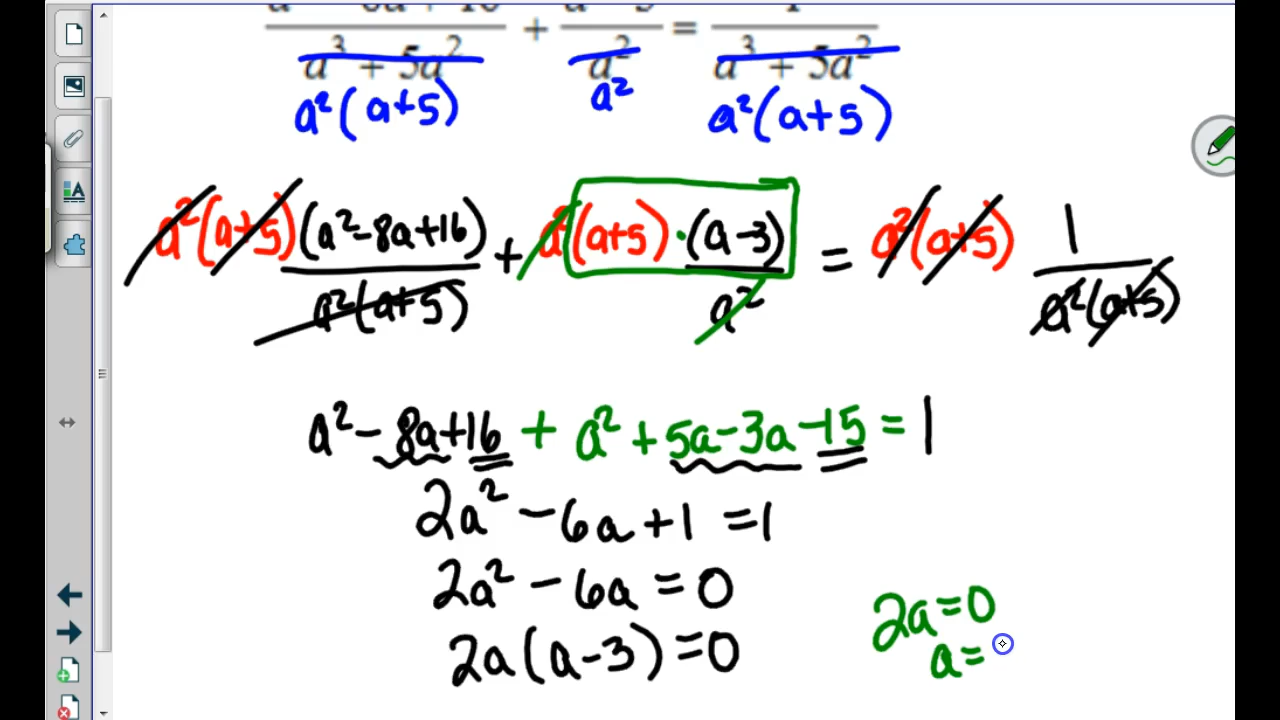 a³ + 5a² + a² = a³ + 5a²
a²(a+5) a² a²(a+5)
a²(a+5)(a²-8a+16) + a²(a+5)·(a-3) = a²(a+5) 1
a²(a+5) a² a²(a+5)
a²-8a+16 + a²+5a-3a-15=1
2a²-6a+1=1
2a²-6a=0
2a(a-3)=0
2a=0
a=